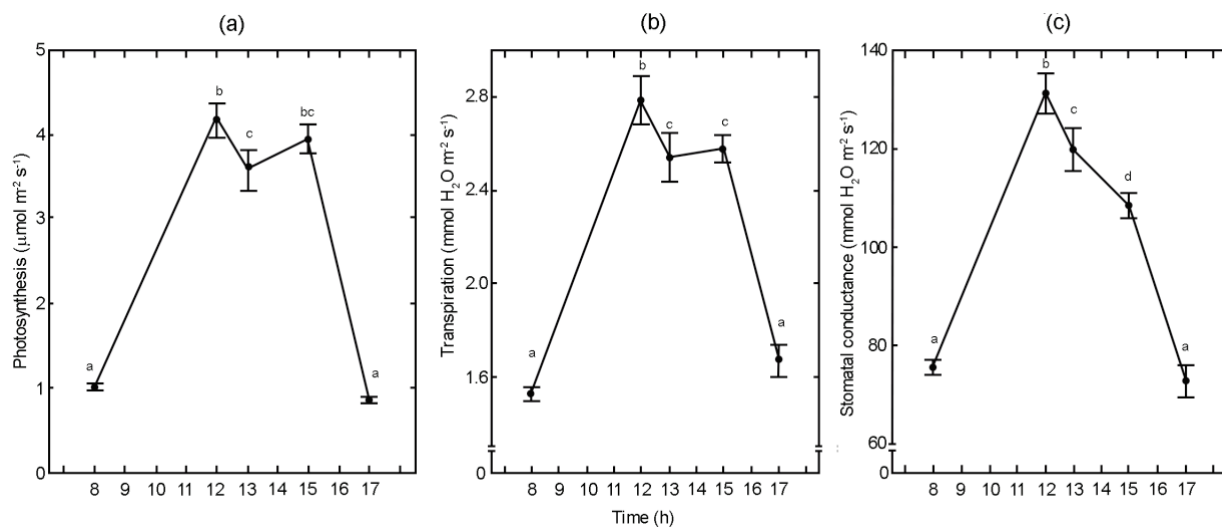 (a)
Photosynthesis (μmol m⁻² s⁻¹)
5
4
3
2
1
0
a
b
c
bc
a
8 9 10 11 12 13 14 15 16 17
(b)
Transpiration (mmol H₂O m⁻² s⁻¹)
2.8
2.4
2.0
1.6
0
a
b
c
c
a
8 9 10 11 12 13 14 15 16 17
Time (h)
(c)
Stomatal conductance (mmol H₂O m⁻² s⁻¹)
140
120
100
80
60
0
a
b
c
d
a
8 9 10 11 12 13 14 15 16 17